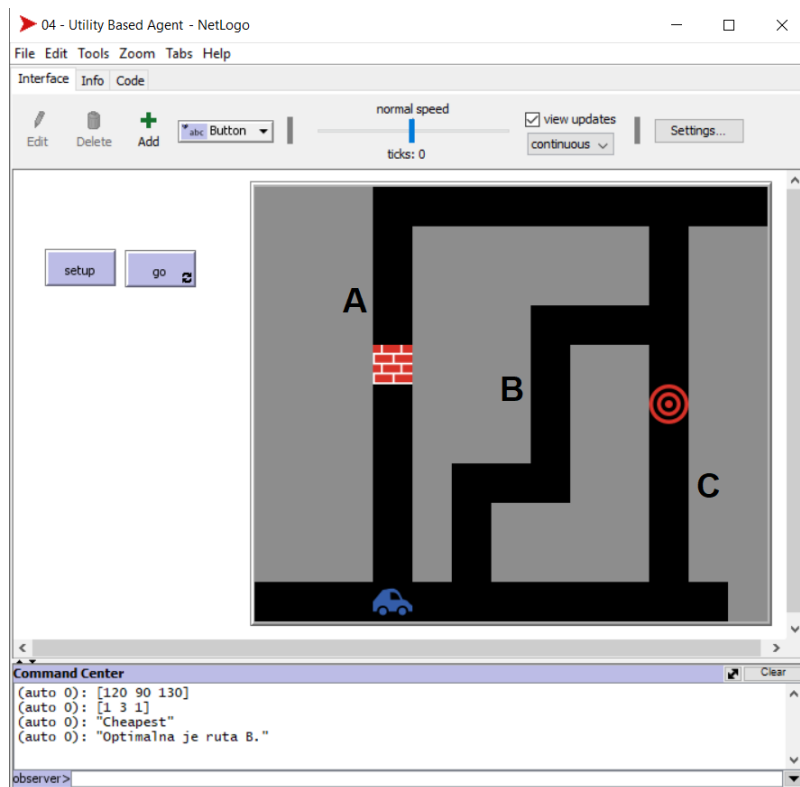 04 - Utility Based Agent - NetLogo
File Edit Tools Zoom Tabs Help
Interface Info Code
Edit Delete Add abc Button normal speed ticks: 0 view updates continuous Settings...
setup go
A
B
C
Command Center Clear
(auto 0): [120 90 130]
(auto 0): [1 3 1]
(auto 0): "Cheapest"
(auto 0): "Optimalna je ruta B."
observer>